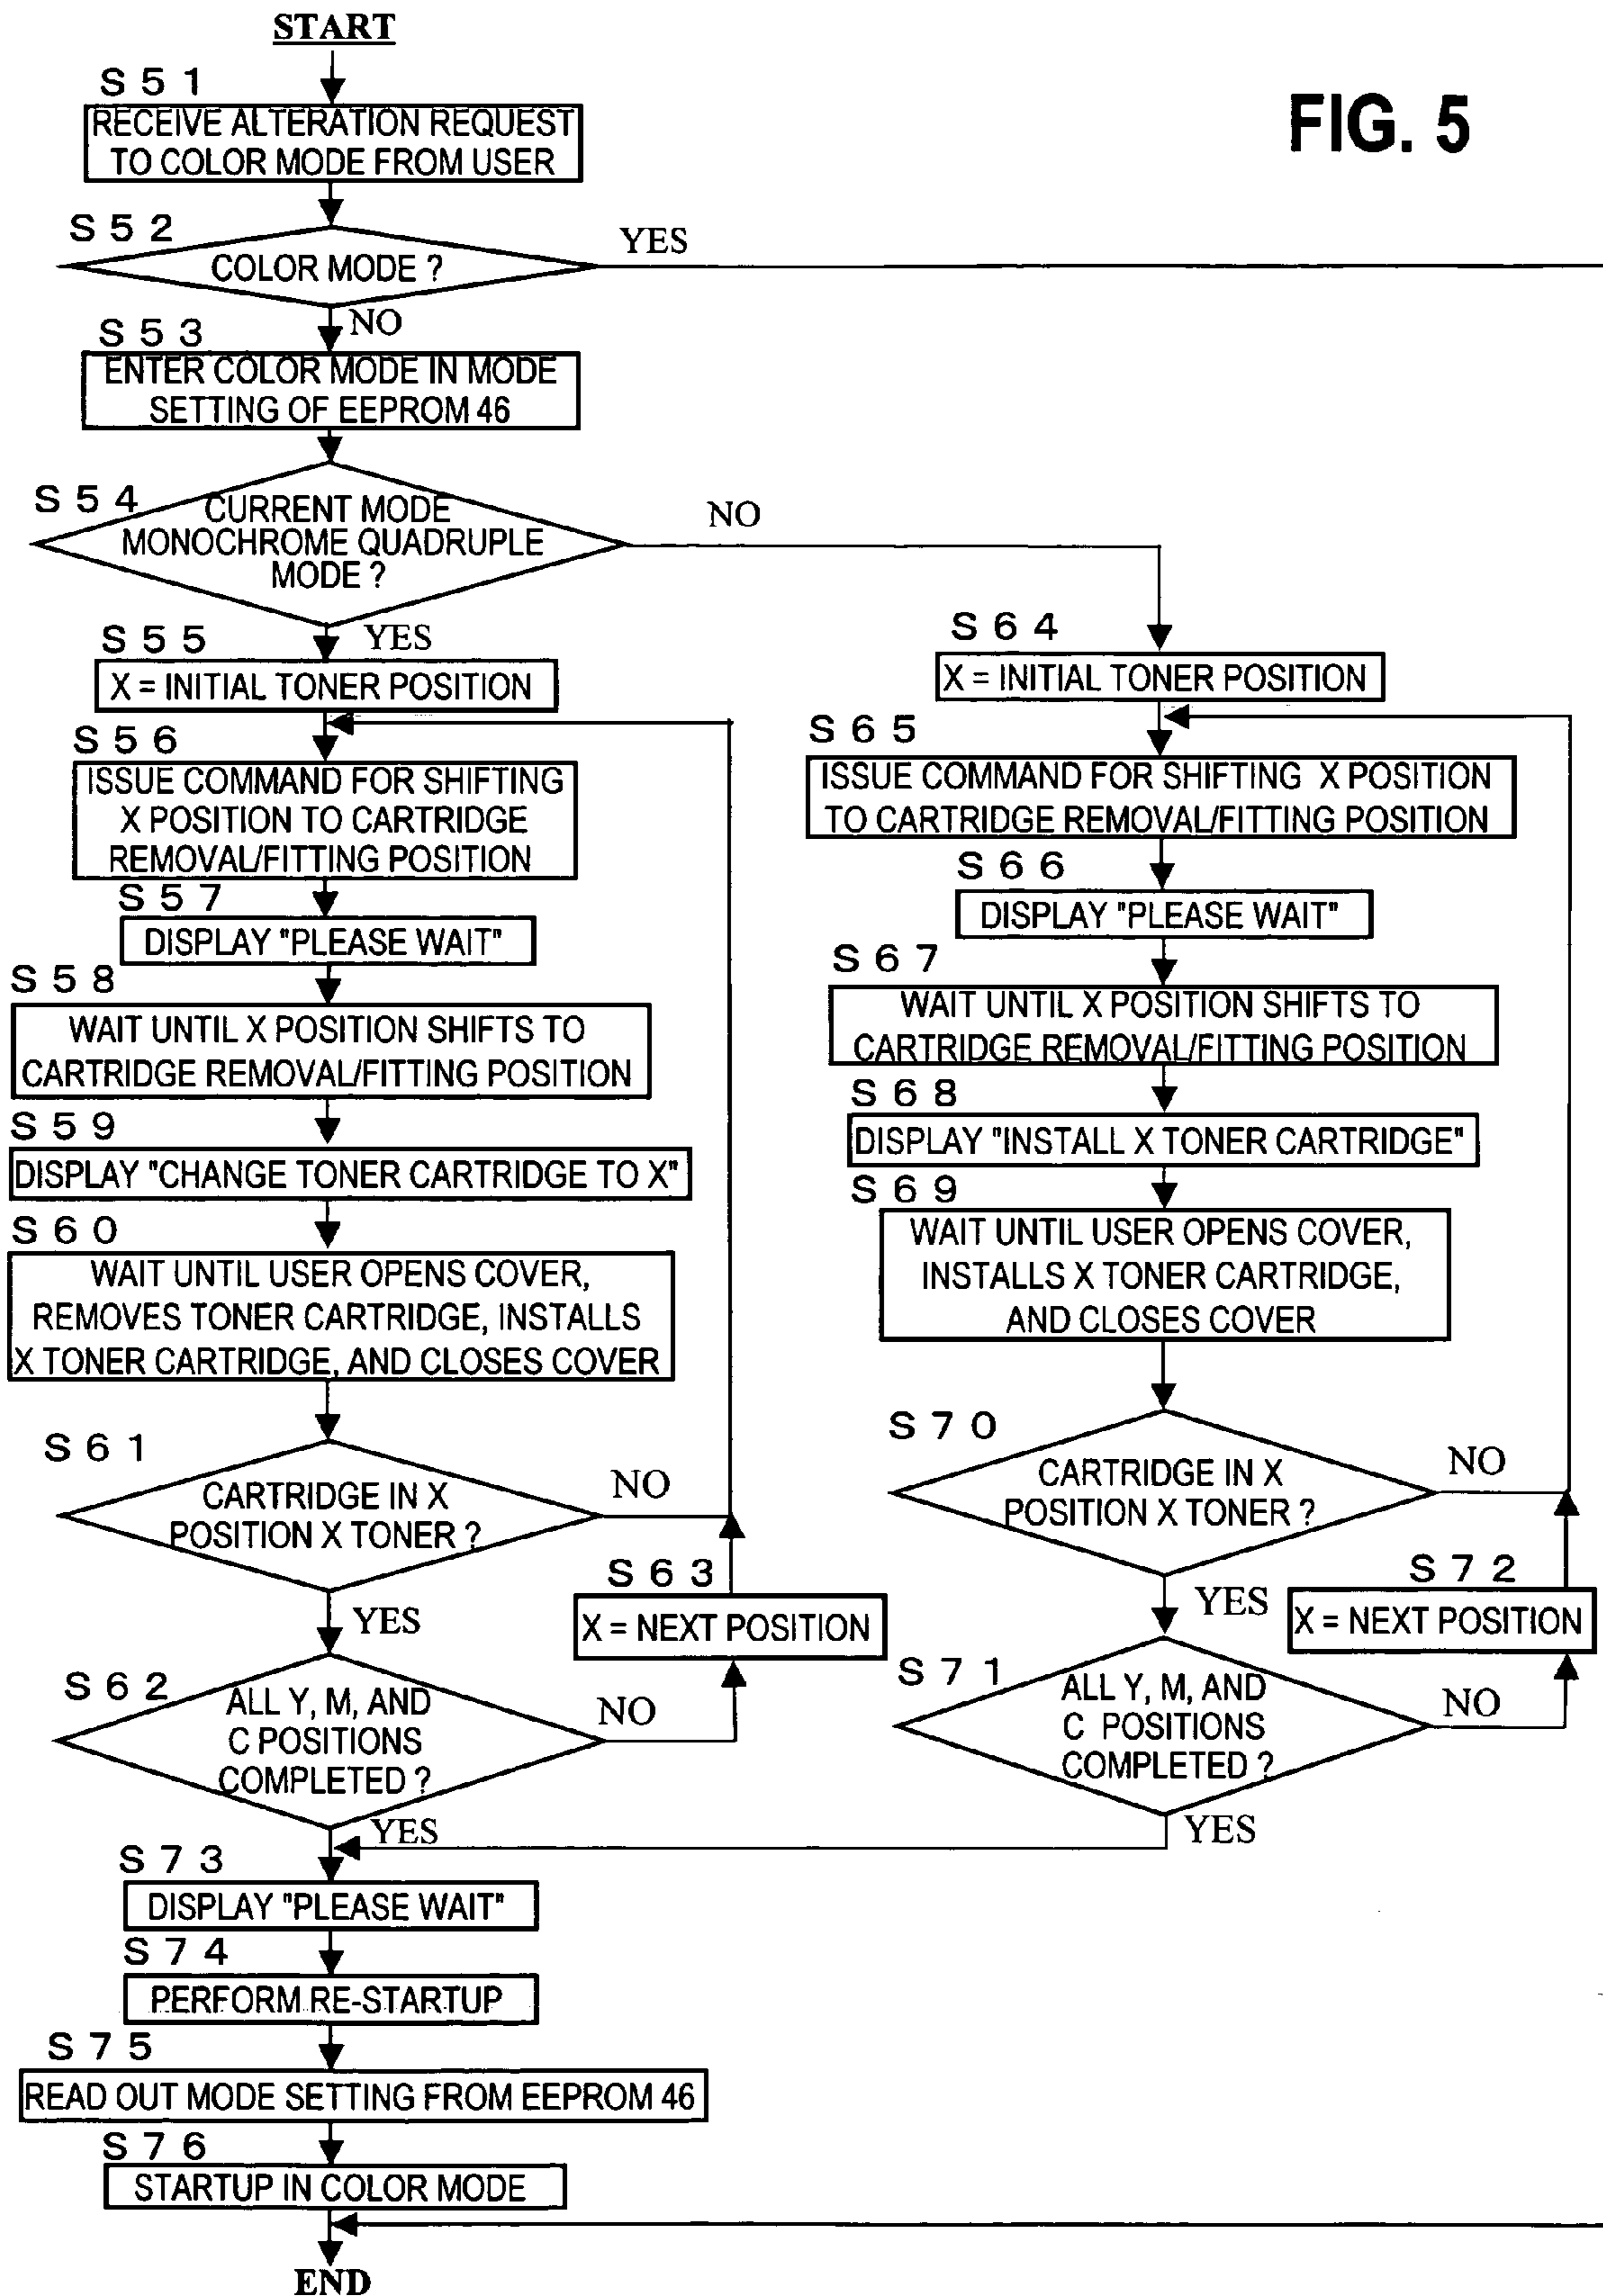 START
FIG. 5
S51
RECEIVE ALTERATION REQUEST
TO COLOR MODE FROM USER
S52
COLOR MODE ?
YES
NO
S53
ENTER COLOR MODE IN MODE
SETTING OF EEPROM 46
S54
CURRENT MODE
MONOCHROME QUADRUPLE
MODE ?
NO
YES
S55
X = INITIAL TONER POSITION
S56
ISSUE COMMAND FOR SHIFTING
X POSITION TO CARTRIDGE
REMOVAL/FITTING POSITION
S57
DISPLAY "PLEASE WAIT"
S58
WAIT UNTIL X POSITION SHIFTS TO
CARTRIDGE REMOVAL/FITTING POSITION
S59
DISPLAY "CHANGE TONER CARTRIDGE TO X"
S60
WAIT UNTIL USER OPENS COVER,
REMOVES TONER CARTRIDGE, INSTALLS
X TONER CARTRIDGE, AND CLOSES COVER
S61
CARTRIDGE IN X
POSITION X TONER ?
NO
YES
S63
X = NEXT POSITION
S62
ALL Y, M, AND
C POSITIONS
COMPLETED ?
NO
YES
S64
X = INITIAL TONER POSITION
S65
ISSUE COMMAND FOR SHIFTING X POSITION
TO CARTRIDGE REMOVAL/FITTING POSITION
S66
DISPLAY "PLEASE WAIT"
S67
WAIT UNTIL X POSITION SHIFTS TO
CARTRIDGE REMOVAL/FITTING POSITION
S68
DISPLAY "INSTALL X TONER CARTRIDGE"
S69
WAIT UNTIL USER OPENS COVER,
INSTALLS X TONER CARTRIDGE,
AND CLOSES COVER
S70
CARTRIDGE IN X
POSITION X TONER ?
NO
YES
S72
X = NEXT POSITION
S71
ALL Y, M, AND
C POSITIONS
COMPLETED ?
NO
YES
S73
DISPLAY "PLEASE WAIT"
S74
PERFORM RE-STARTUP
S75
READ OUT MODE SETTING FROM EEPROM 46
S76
STARTUP IN COLOR MODE
END